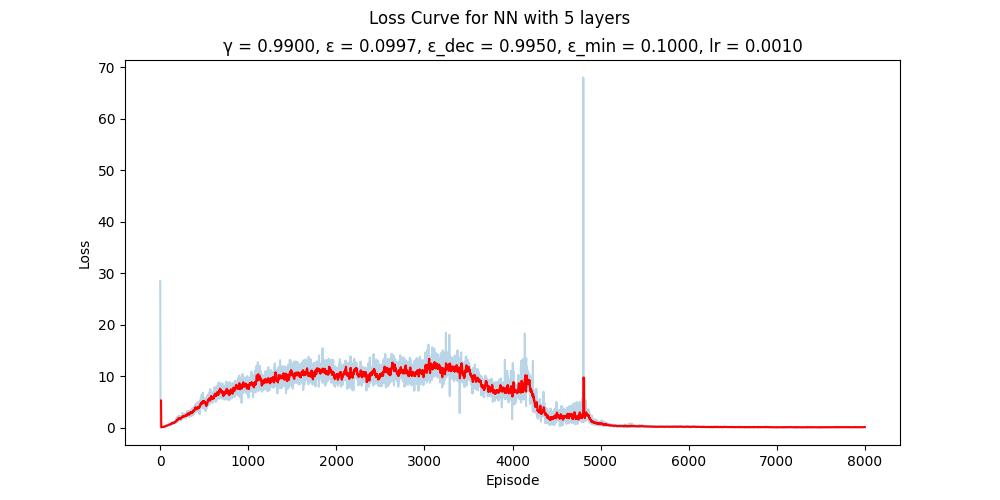 Loss Curve for NN with 5 layers
γ = 0.9900, ε = 0.0997, ε_dec = 0.9950, ε_min = 0.1000, lr = 0.0010
70
60
50
40
30
20
10
0
Loss
0 1000 2000 3000 4000 5000 6000 7000 8000
Episode